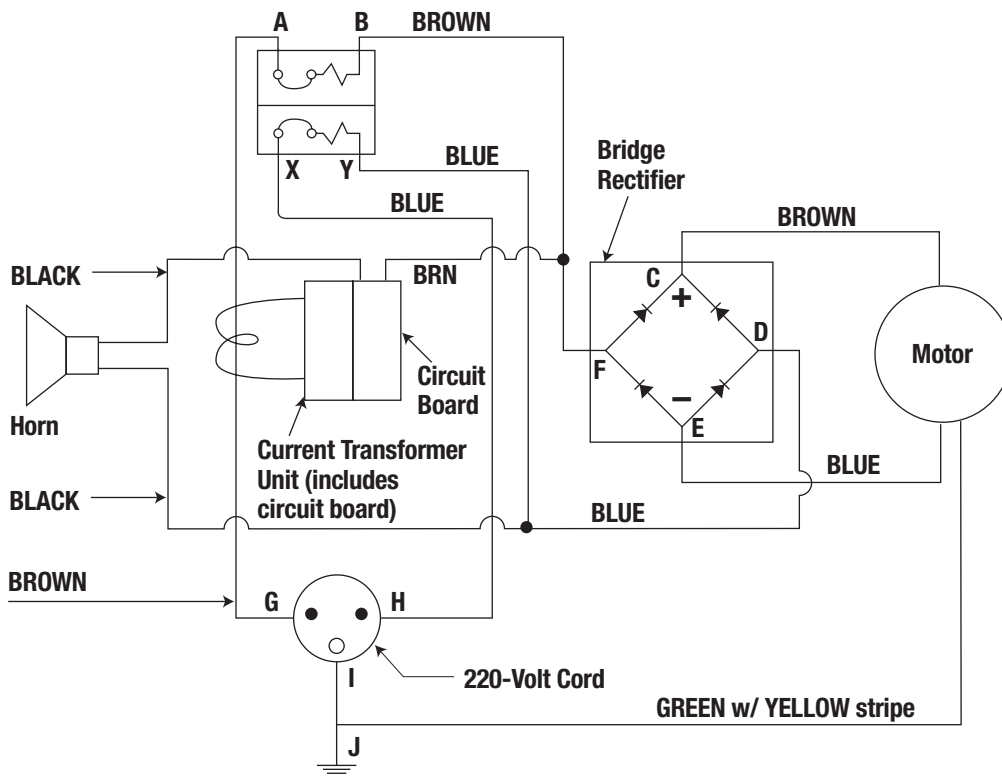 A
B
BROWN
X
Y
BLUE
BLUE
Bridge
Rectifier
BROWN
BLACK
BRN
C
+
D
F
−
E
Motor
Horn
Circuit
Board
Current Transformer
Unit (includes
circuit board)
BLUE
BLACK
BLUE
BROWN
G
H
I
220-Volt Cord
GREEN w/ YELLOW stripe
J